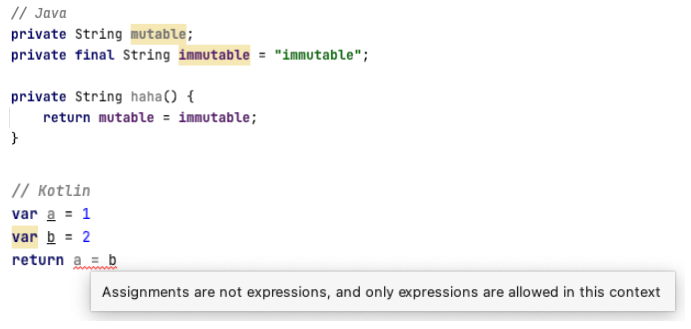 // Java
private String mutable;
private final String immutable = "immutable";
private String haha() {
return mutable = immutable;
}
// Kotlin
var a = 1
var b = 2
return a = b
Assignments are not expressions, and only expressions are allowed in this context